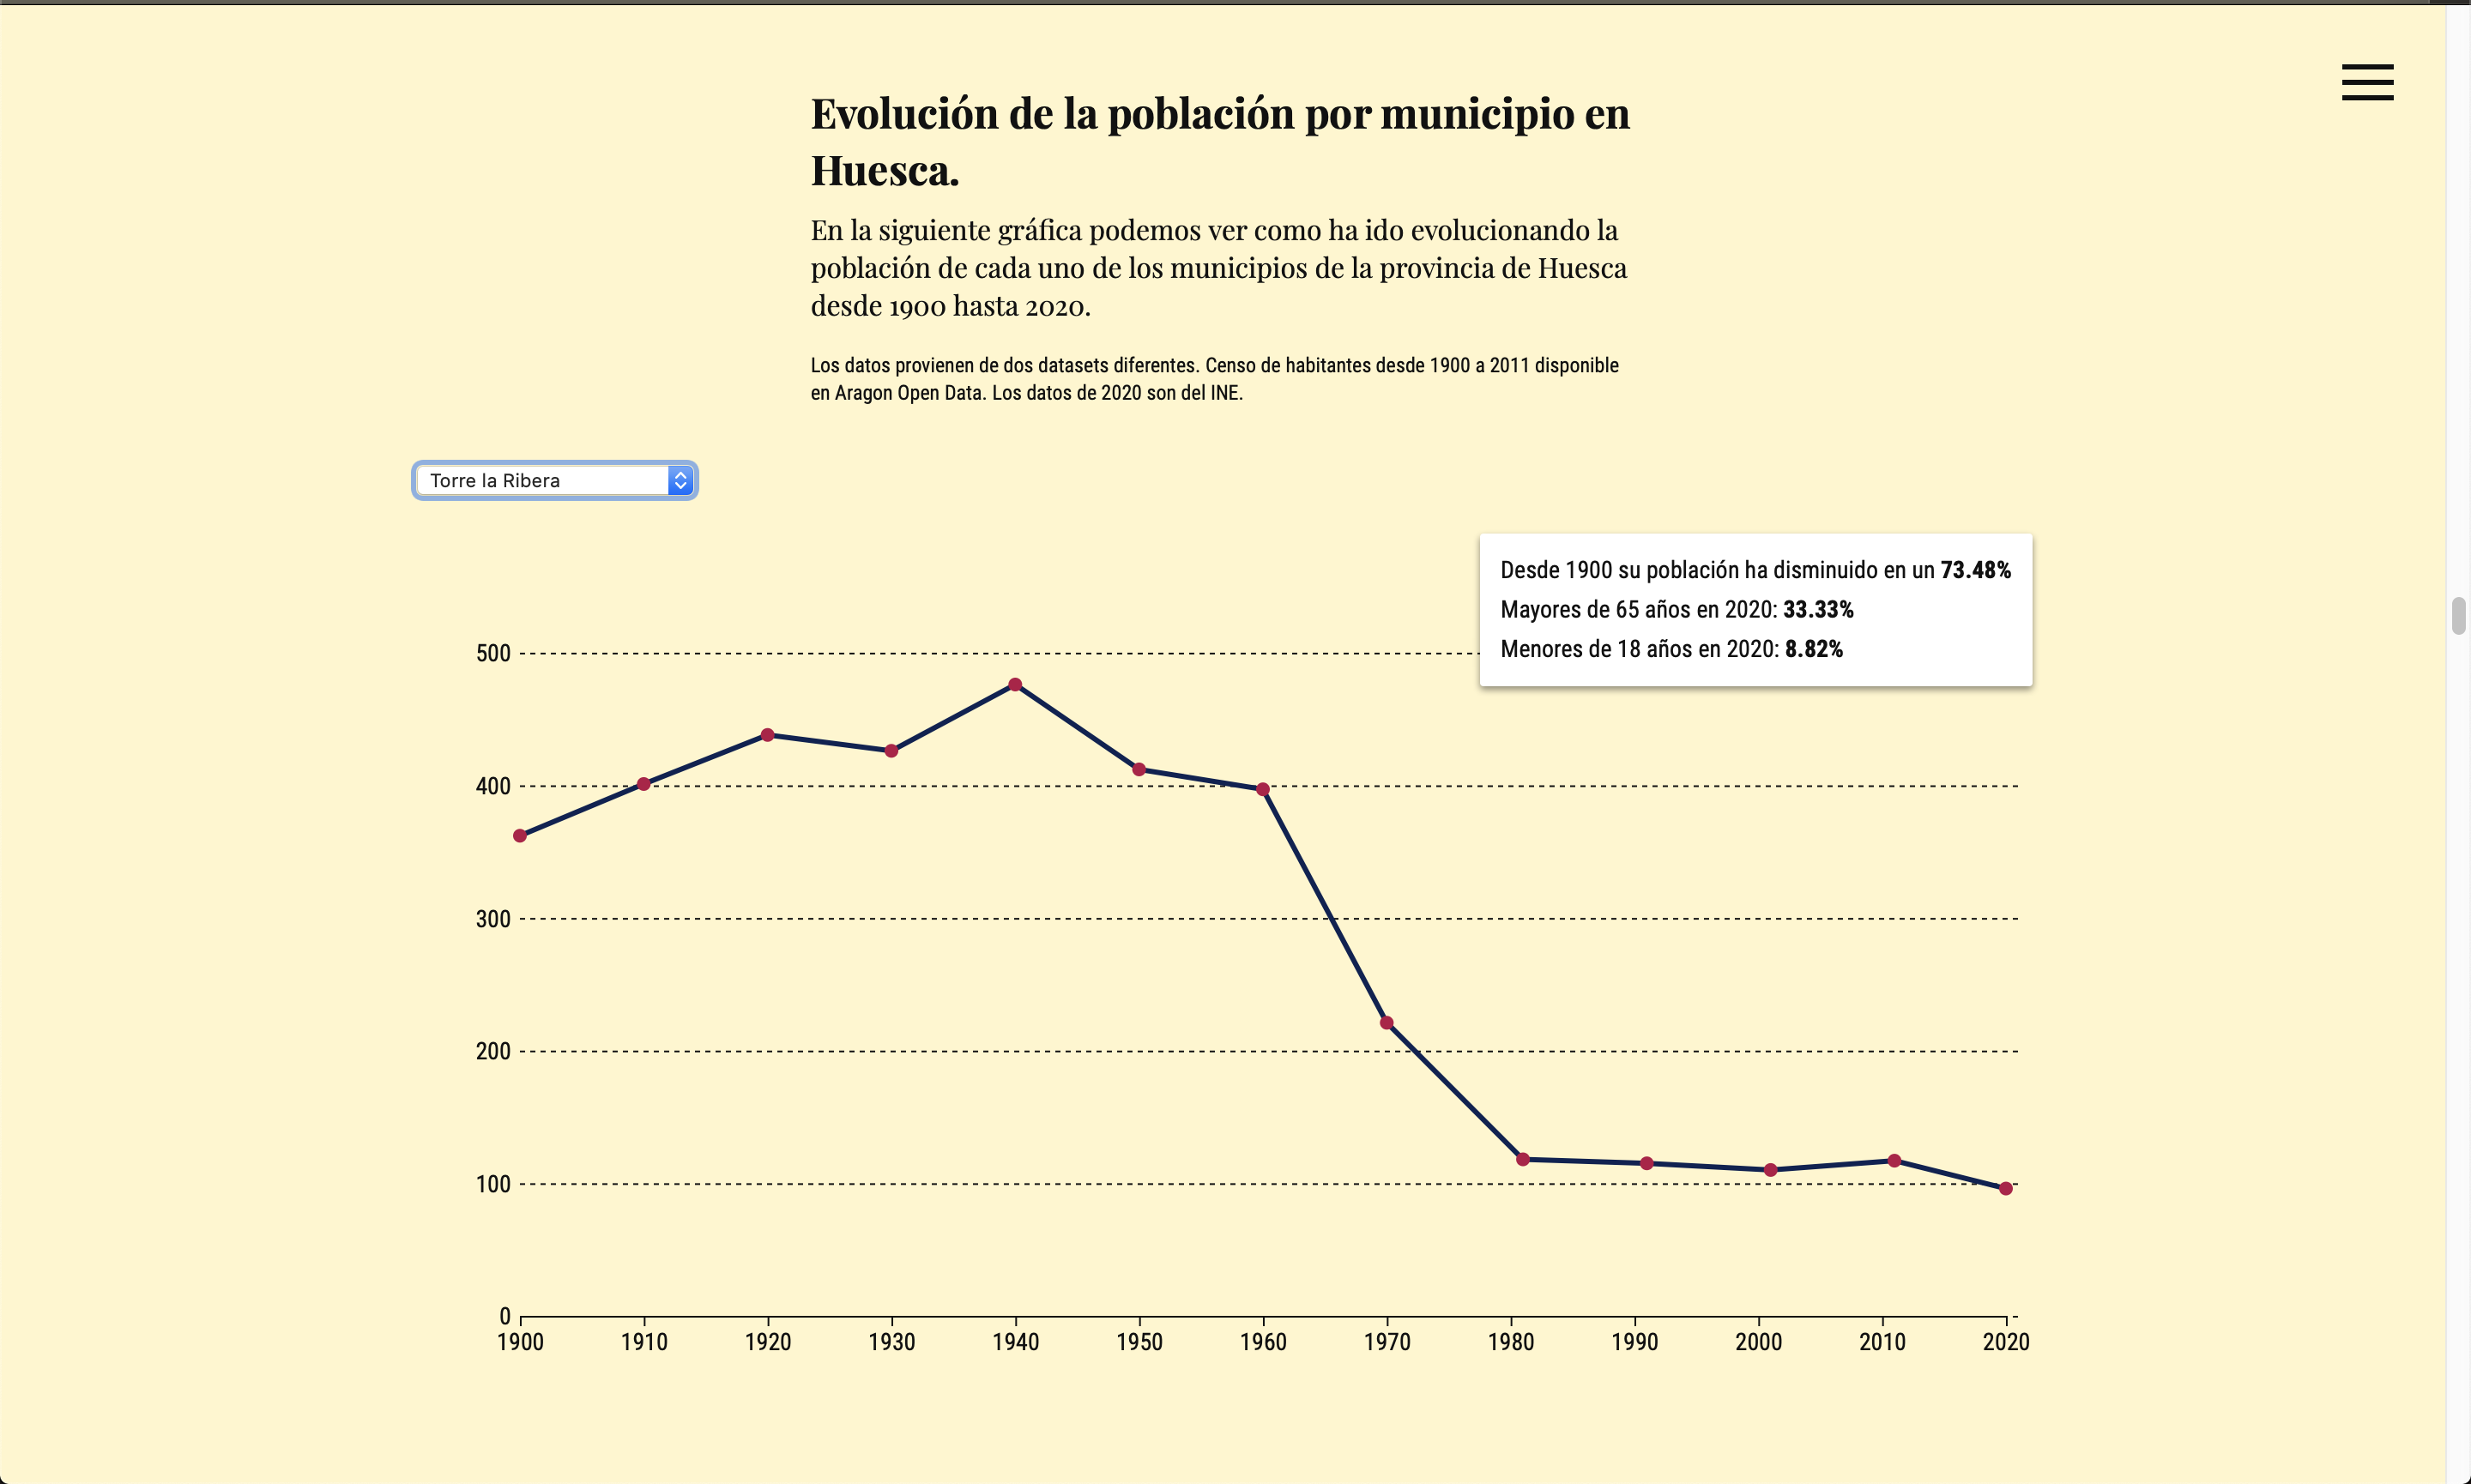 Evolución de la población por municipio en
Huesca.
En la siguiente gráfica podemos ver como ha ido evolucionando la
población de cada uno de los municipios de la provincia de Huesca
desde 1900 hasta 2020.
Los datos provienen de dos datasets diferentes. Censo de habitantes desde 1900 a 2011 disponible
en Aragon Open Data. Los datos de 2020 son del INE.
Torre la Ribera
Desde 1900 su población ha disminuido en un 73.48%
Mayores de 65 años en 2020: 33.33%
Menores de 18 años en 2020: 8.82%
500
400
300
200
100
0
1900 1910 1920 1930 1940 1950 1960 1970 1980 1990 2000 2010 2020